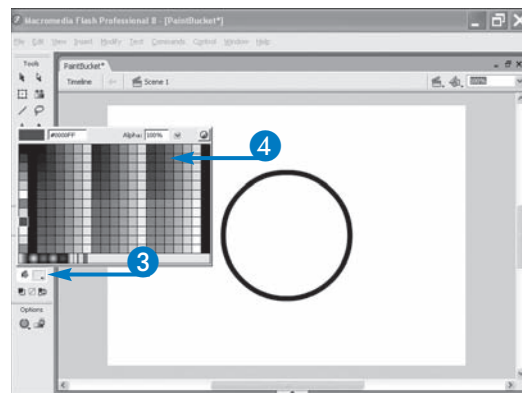 Macromedia Flash Professional 8 - [PaintBucket*]
File Edit View Insert Modify Text Commands Control Window Help
Tools
PaintBucket*
Timeline Scene 1 100%
#0000FF Alpha: 100%
4
3
Options